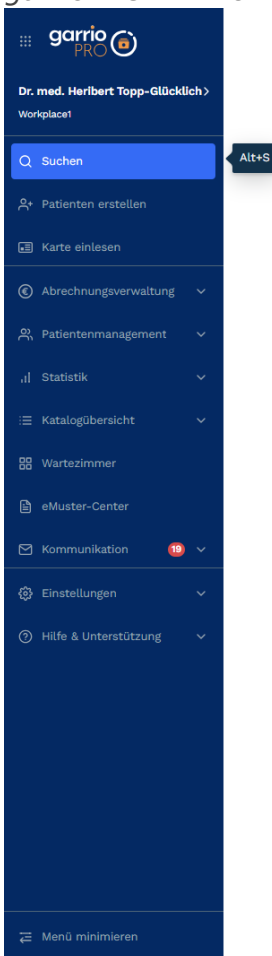 garrio
PRO
Dr. med. Heribert Topp-Glücklich
Workplace1
Suchen
Alt+S
Patienten erstellen
Karte einlesen
Abrechnungsverwaltung
Patientenmanagement
Statistik
Katalogübersicht
Wartezimmer
eMuster-Center
Kommunikation 19
Einstellungen
Hilfe & Unterstützung
Menü minimieren